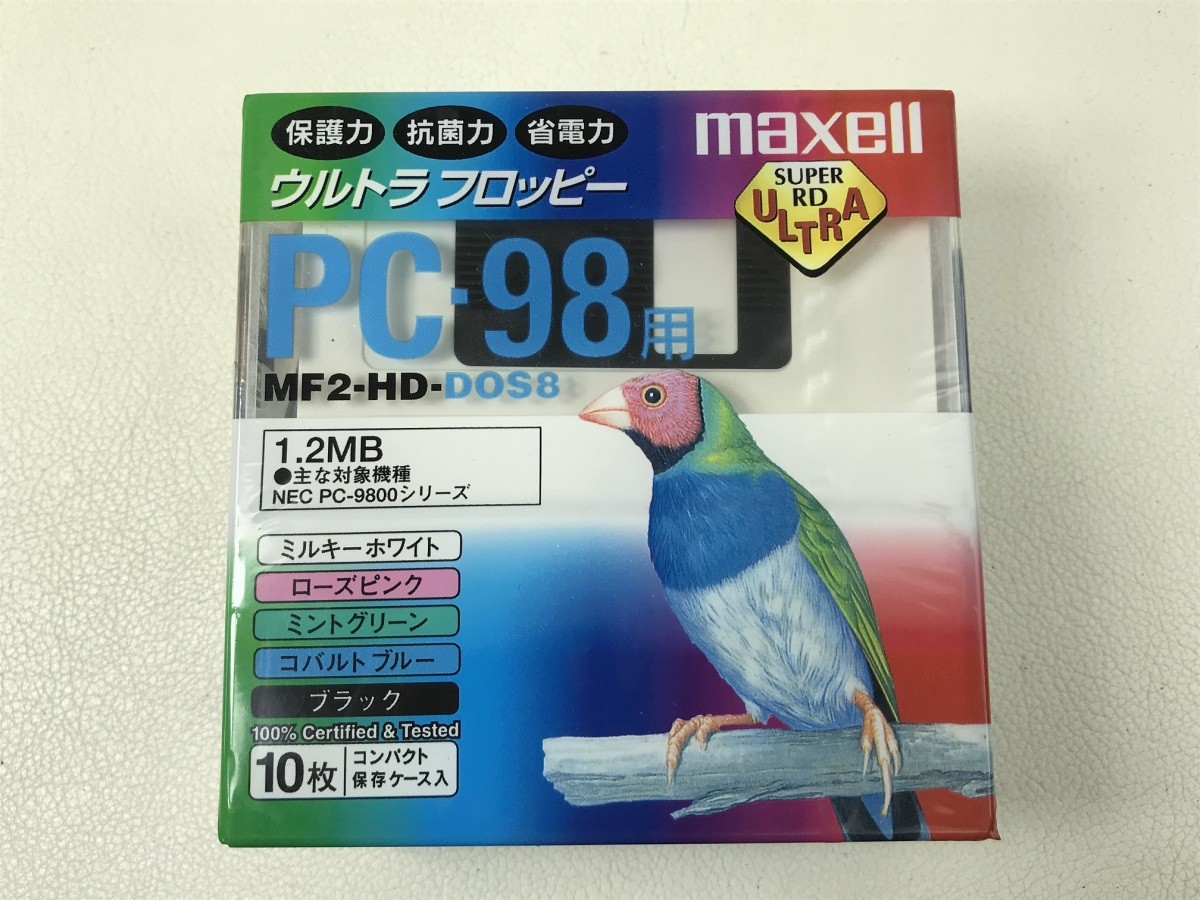 保護力 抗菌力 省電力
maxell
ウルトラ フロッピー
SUPER
RD
ULTRA
PC-98用
MF2-HD-DOS8
1.2MB
●主な対象機種
NEC PC-9800シリーズ
ミルキーホワイト
ローズピンク
ミントグリーン
コバルトブルー
ブラック
100% Certified & Tested
10枚
コンパクト
保存ケース入